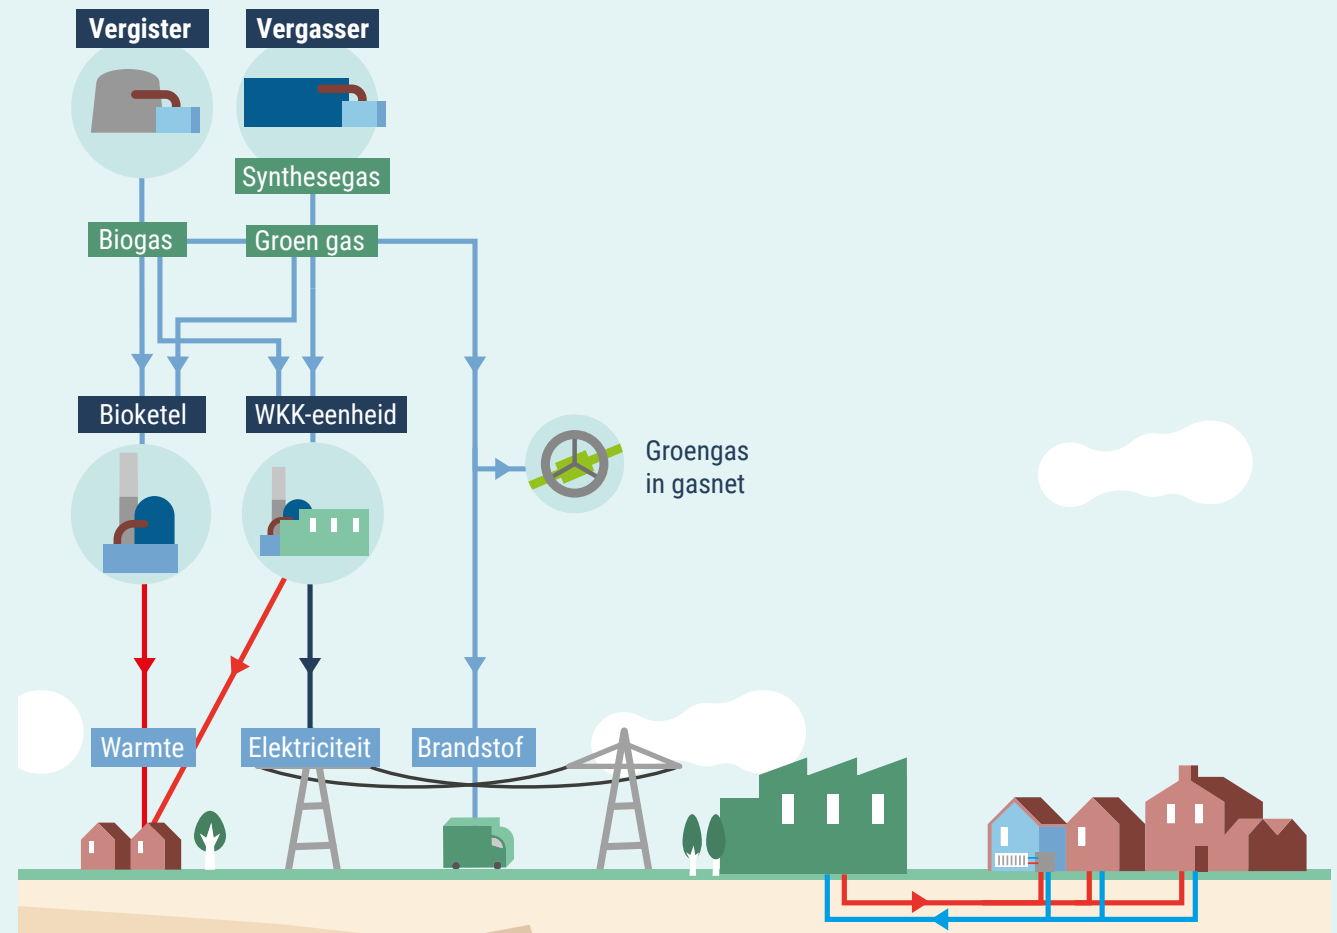 Vergister
Vergasser
Synthesegas
Biogas
Groen gas
Bioketel
WKK-eenheid
Groengas
in gasnet
Warmte
Elektriciteit
Brandstof